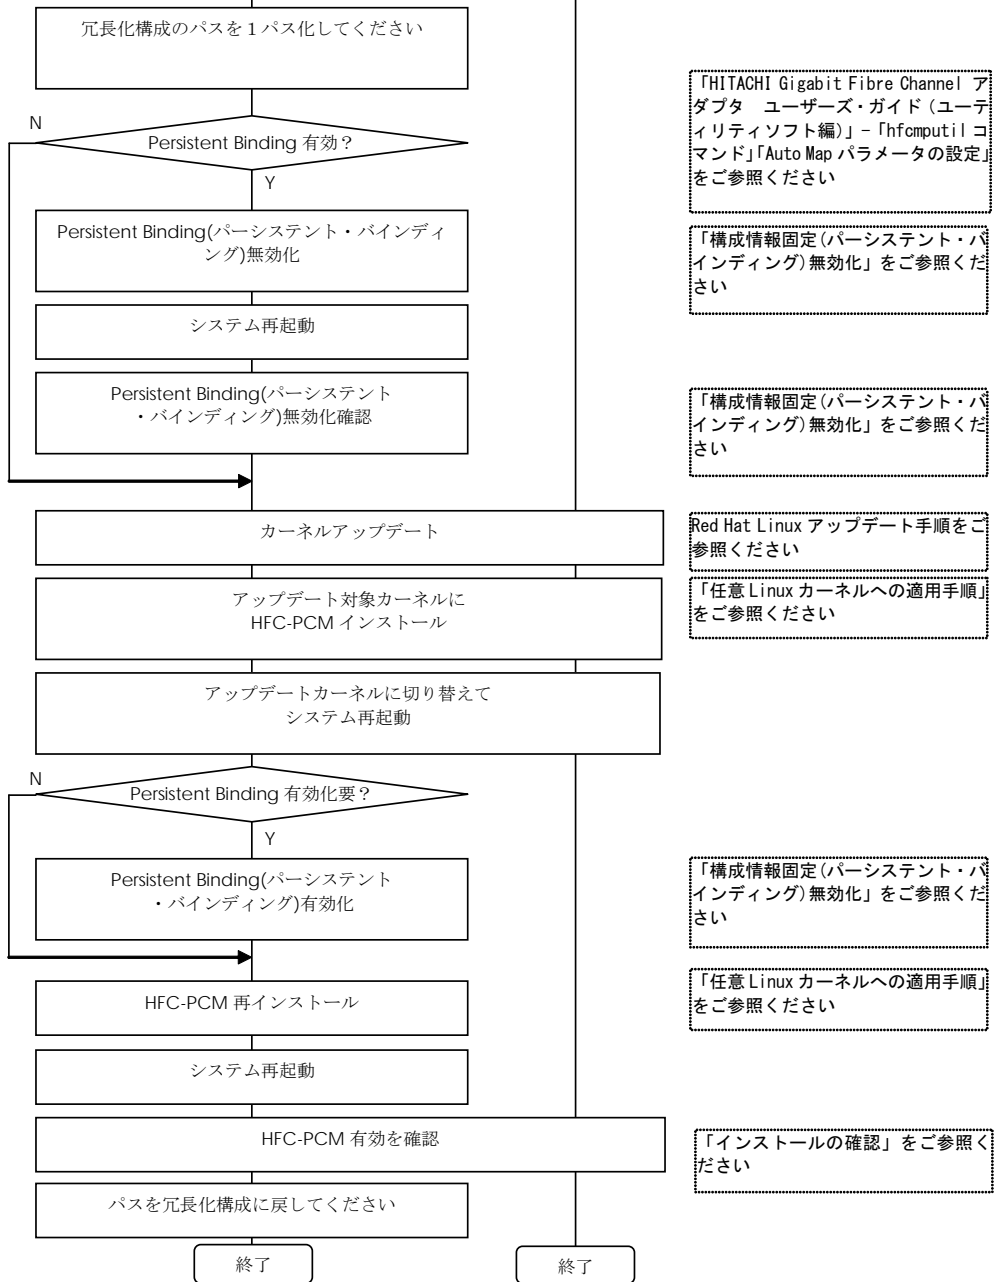 冗長化構成のパスを１パス化してください
「HITACHI Gigabit Fibre Channel ア
ダプタ　ユーザーズ・ガイド（ユーテ
ィリティソフト編）」-「hfcmputil コ
マンド」「Auto Map パラメータの設定」
をご参照ください
N
Persistent Binding 有効？
Y
Persistent Binding(パーシステント・バインディ
ング)無効化
「構成情報固定(パーシステント・バ
インディング)無効化」をご参照くだ
さい
システム再起動
Persistent Binding(パーシステント
・バインディング)無効化確認
「構成情報固定(パーシステント・バ
インディング)無効化」をご参照くだ
さい
カーネルアップデート
Red Hat Linux アップデート手順をご
参照ください
アップデート対象カーネルに
HFC-PCM インストール
「任意 Linux カーネルへの適用手順」
をご参照ください
アップデートカーネルに切り替えて
システム再起動
N
Persistent Binding 有効化要？
Y
Persistent Binding(パーシステント
・バインディング)有効化
「構成情報固定(パーシステント・バ
インディング)無効化」をご参照くだ
さい
HFC-PCM 再インストール
「任意 Linux カーネルへの適用手順」
をご参照ください
システム再起動
HFC-PCM 有効を確認
「インストールの確認」をご参照く
ださい
パスを冗長化構成に戻してください
終了
終了